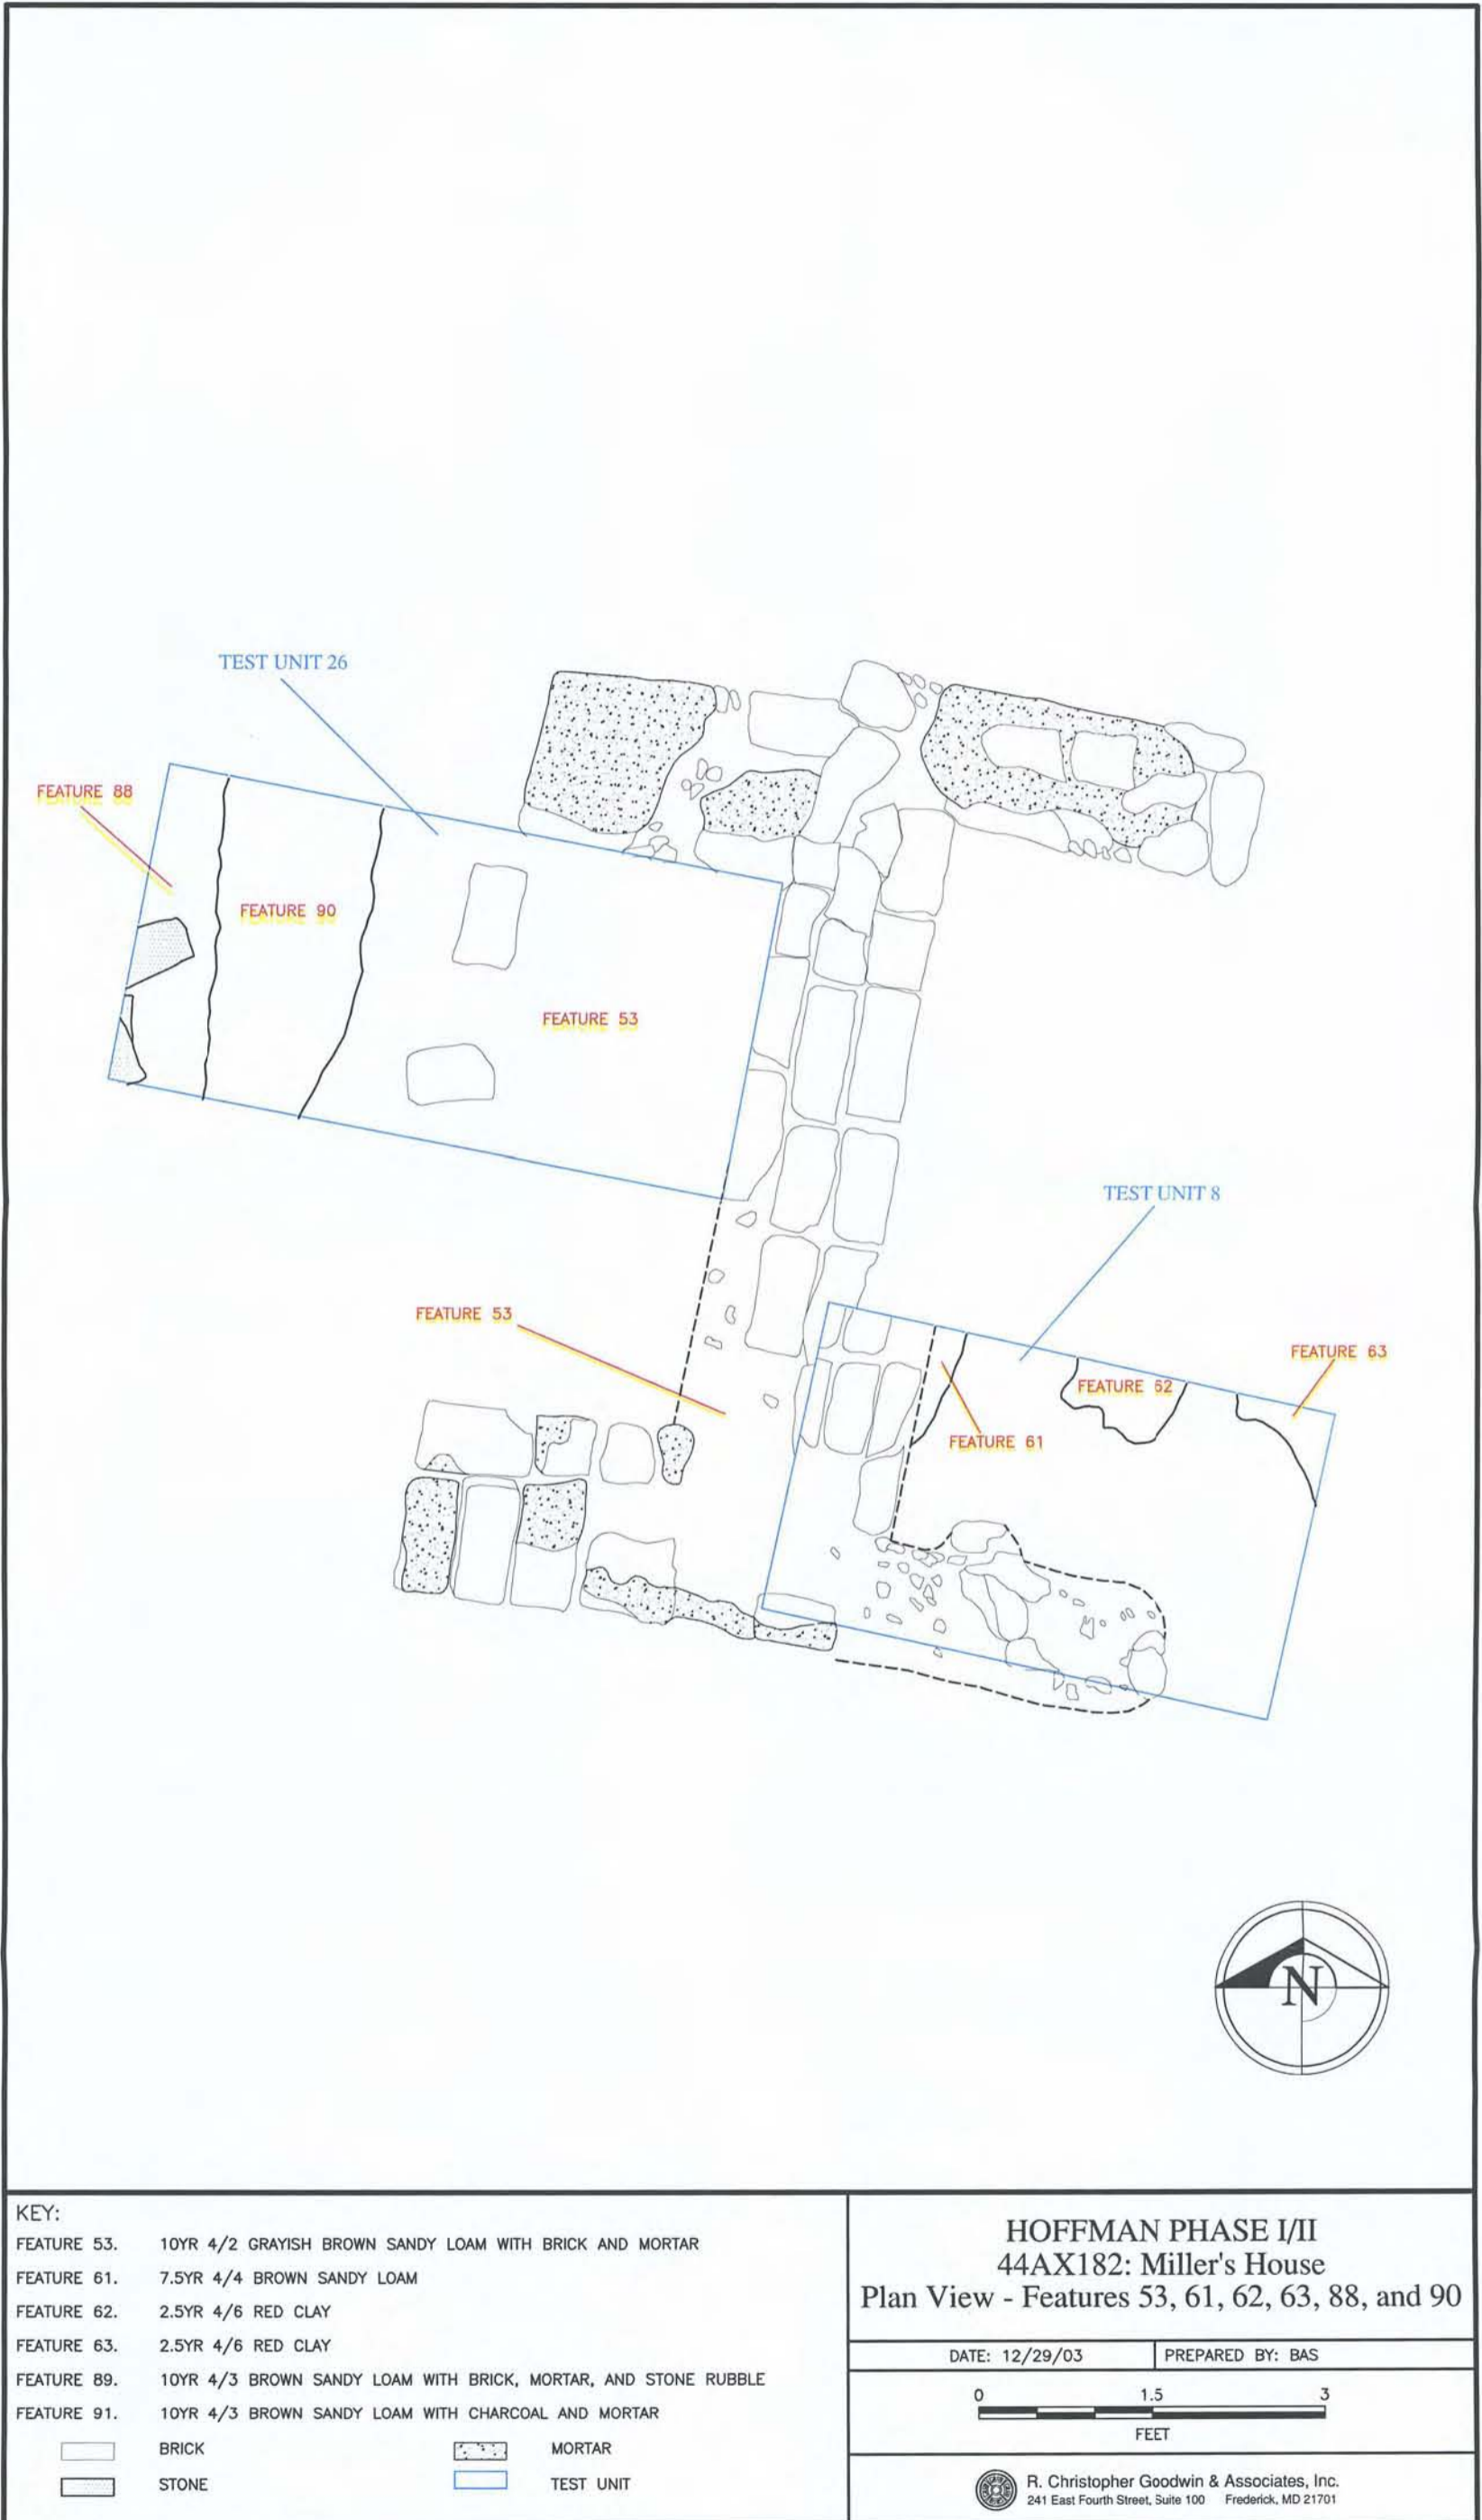 TEST UNIT 26
FEATURE 88
FEATURE 90
FEATURE 53
TEST UNIT 8
FEATURE 53
FEATURE 63
FEATURE 62
FEATURE 61
N
KEY:
FEATURE 53. 10YR 4/2 GRAYISH BROWN SANDY LOAM WITH BRICK AND MORTAR
FEATURE 61. 7.5YR 4/4 BROWN SANDY LOAM
FEATURE 62. 2.5YR 4/6 RED CLAY
FEATURE 63. 2.5YR 4/6 RED CLAY
FEATURE 89. 10YR 4/3 BROWN SANDY LOAM WITH BRICK, MORTAR, AND STONE RUBBLE
FEATURE 91. 10YR 4/3 BROWN SANDY LOAM WITH CHARCOAL AND MORTAR
BRICK MORTAR
STONE TEST UNIT
HOFFMAN PHASE I/II
44AX182: Miller's House
Plan View - Features 53, 61, 62, 63, 88, and 90
DATE: 12/29/03 PREPARED BY: BAS
0 1.5 3
FEET
R. Christopher Goodwin & Associates, Inc.
241 East Fourth Street, Suite 100 Frederick, MD 21701